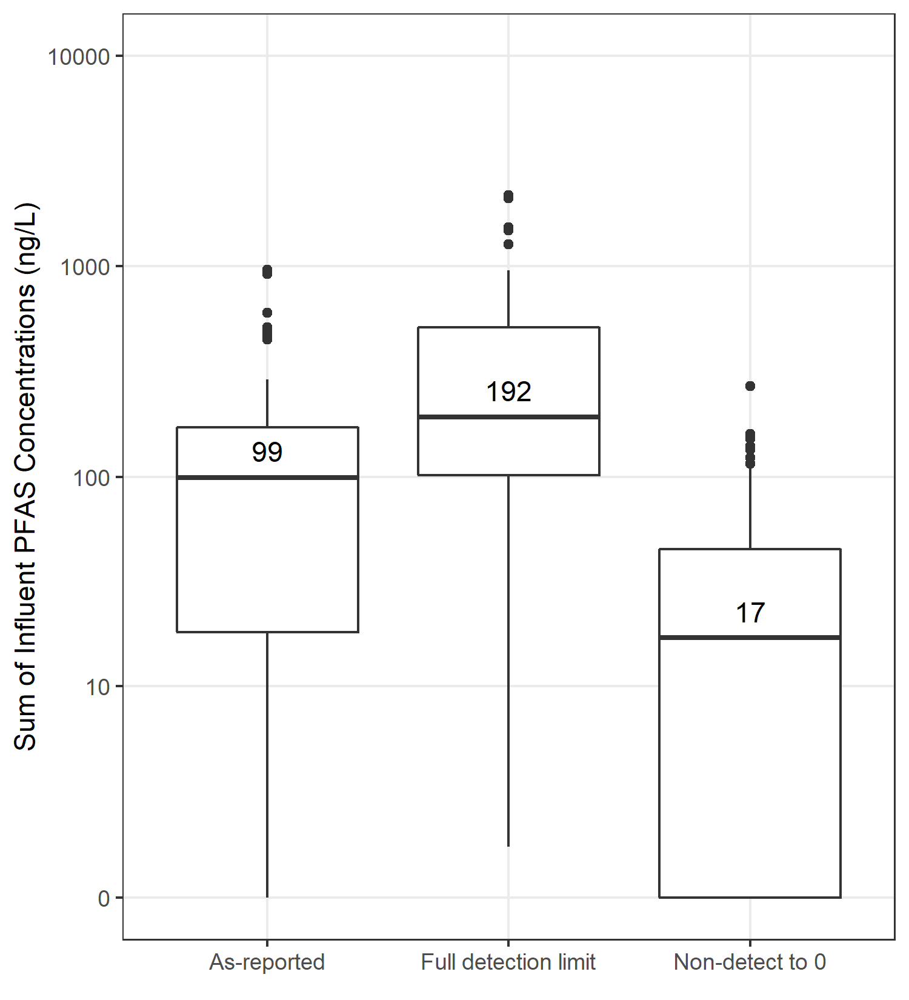 Sum of Influent PFAS Concentrations (ng/L)
10000
1000
100
10
0
99
192
17
As-reported
Full detection limit
Non-detect to 0